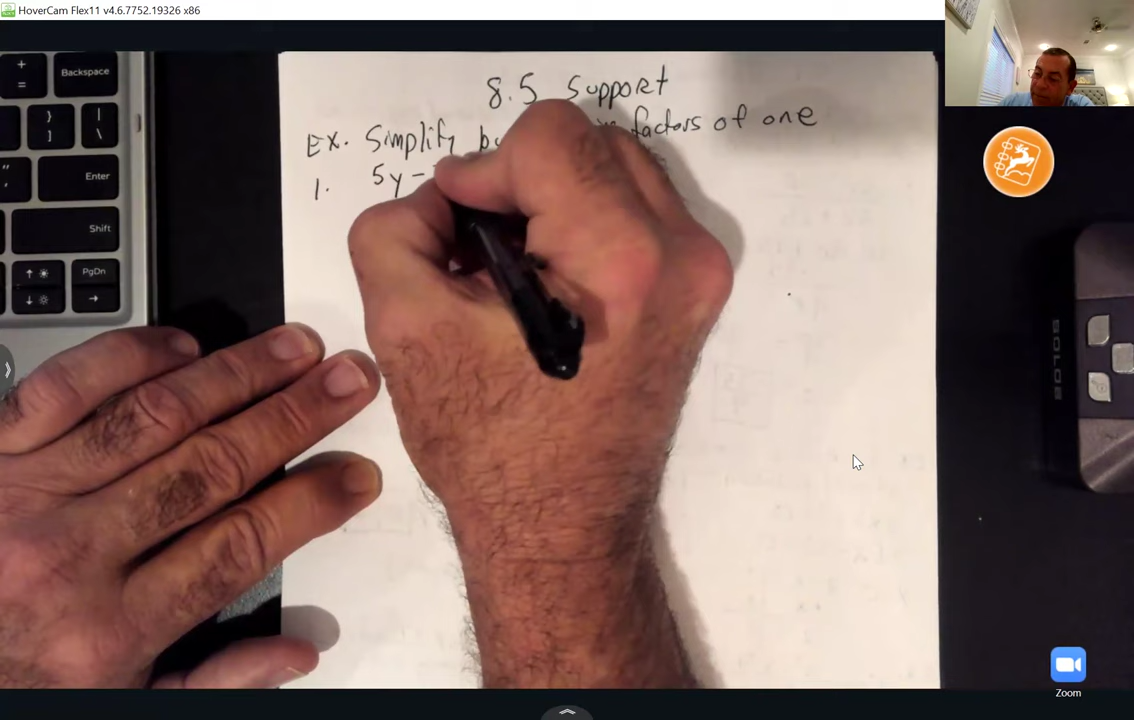 HoverCam Flex11 v4.6.7752.19326 x86
8.5 Support
EX. Simplify factors of one
1. 5y -
+
=
Backspace
}
]
|
\
"
'
Enter
?
/
Shift
PgDn
Zoom